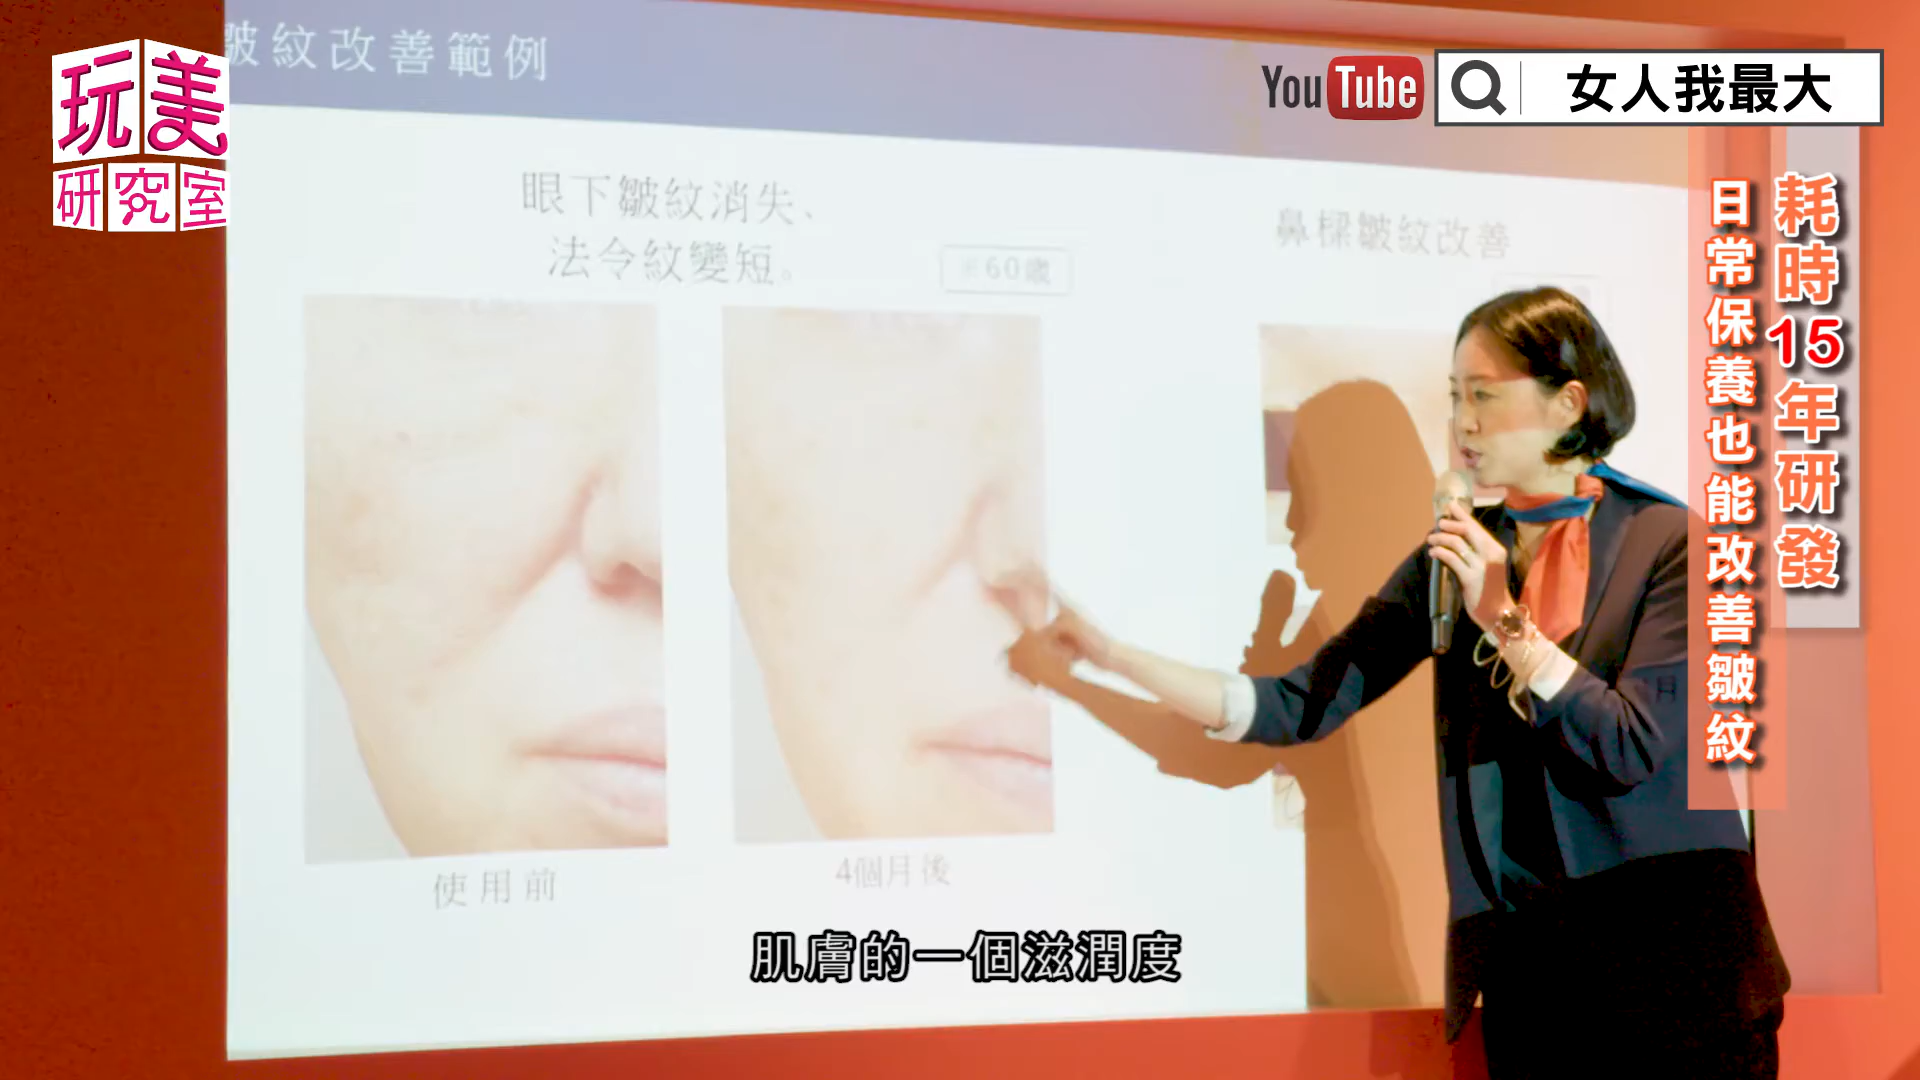 玩美
研究室
皺紋改善範例
YouTube
女人我最大
眼下皺紋消失、
法令紋變短。
※60歲
鼻樑皺紋改善
耗時15年研發
日常保養也能改善皺紋
使用前
4個月後
月
肌膚的一個滋潤度